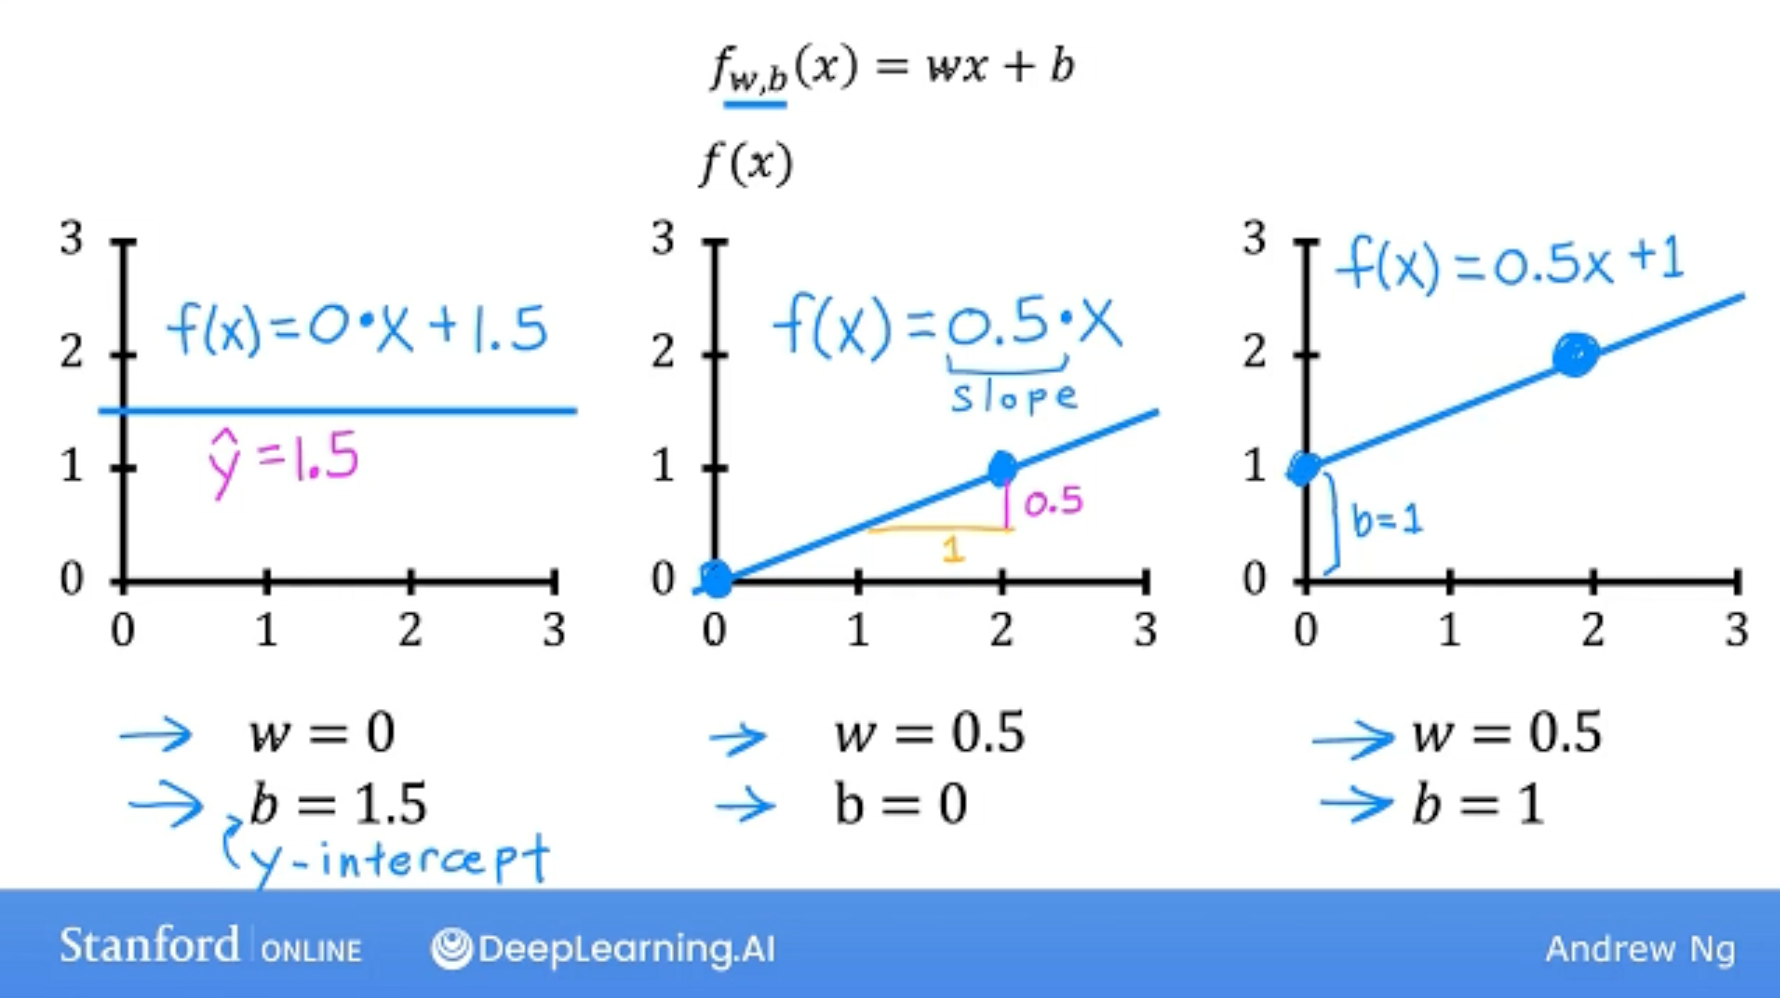 f_{w,b}(x) = wx + b
f(x)
3
2
1
0
0 1 2 3
f(x)=0•X+1.5
ŷ=1.5
→ w = 0
→ b = 1.5
y-intercept
3
2
1
0
0 1 2 3
f(x)=0.5•X
slope
0.5
1
→ w = 0.5
→ b = 0
3
2
1
0
0 1 2 3
f(x)=0.5x+1
b=1
→ w = 0.5
→ b = 1
Stanford | ONLINE DeepLearning.AI Andrew Ng